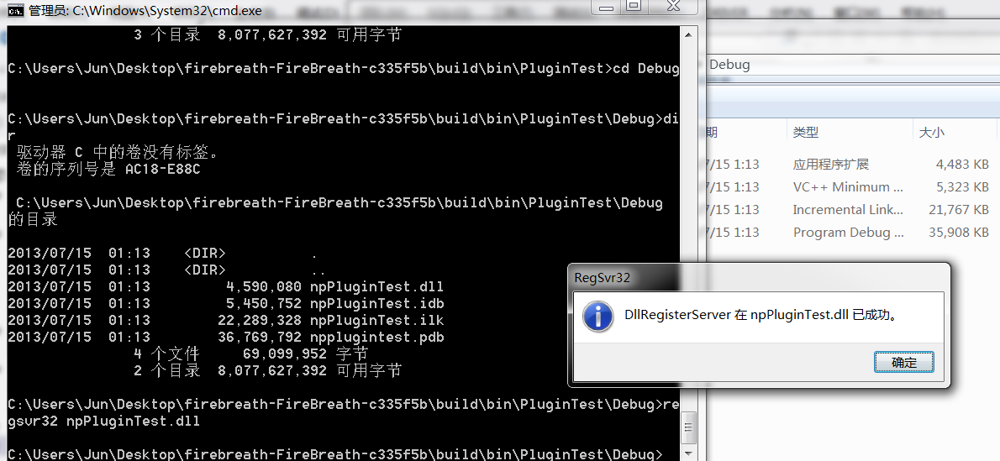 管理员: C:\Windows\System32\cmd.exe
3 个目录 8,077,627,392 可用字节
C:\Users\Jun\Desktop\firebreath-FireBreath-c335f5b\build\bin\PluginTest>cd Debug
C:\Users\Jun\Desktop\firebreath-FireBreath-c335f5b\build\bin\PluginTest\Debug>di
r
驱动器 C 中的卷没有标签。
卷的序列号是 AC18-E88C
C:\Users\Jun\Desktop\firebreath-FireBreath-c335f5b\build\bin\PluginTest\Debug
的目录
2013/07/15 01:13 <DIR> .
2013/07/15 01:13 <DIR> ..
2013/07/15 01:13 4,590,080 npPluginTest.dll
2013/07/15 01:13 5,450,752 npPluginTest.idb
2013/07/15 01:13 22,289,328 npPluginTest.ilk
2013/07/15 01:13 36,769,792 npplugintest.pdb
4 个文件 69,099,952 字节
2 个目录 8,077,627,392 可用字节
C:\Users\Jun\Desktop\firebreath-FireBreath-c335f5b\build\bin\PluginTest\Debug>re
gsvr32 npPluginTest.dll
C:\Users\Jun\Desktop\firebreath-FireBreath-c335f5b\build\bin\PluginTest\Debug>
Debug
期 类型 大小
7/15 1:13 应用程序扩展 4,483 KB
7/15 1:13 VC++ Minimum ... 5,323 KB
7/15 1:13 Incremental Link... 21,767 KB
7/15 1:13 Program Debug ... 35,908 KB
RegSvr32
DllRegisterServer 在 npPluginTest.dll 已成功。
确定